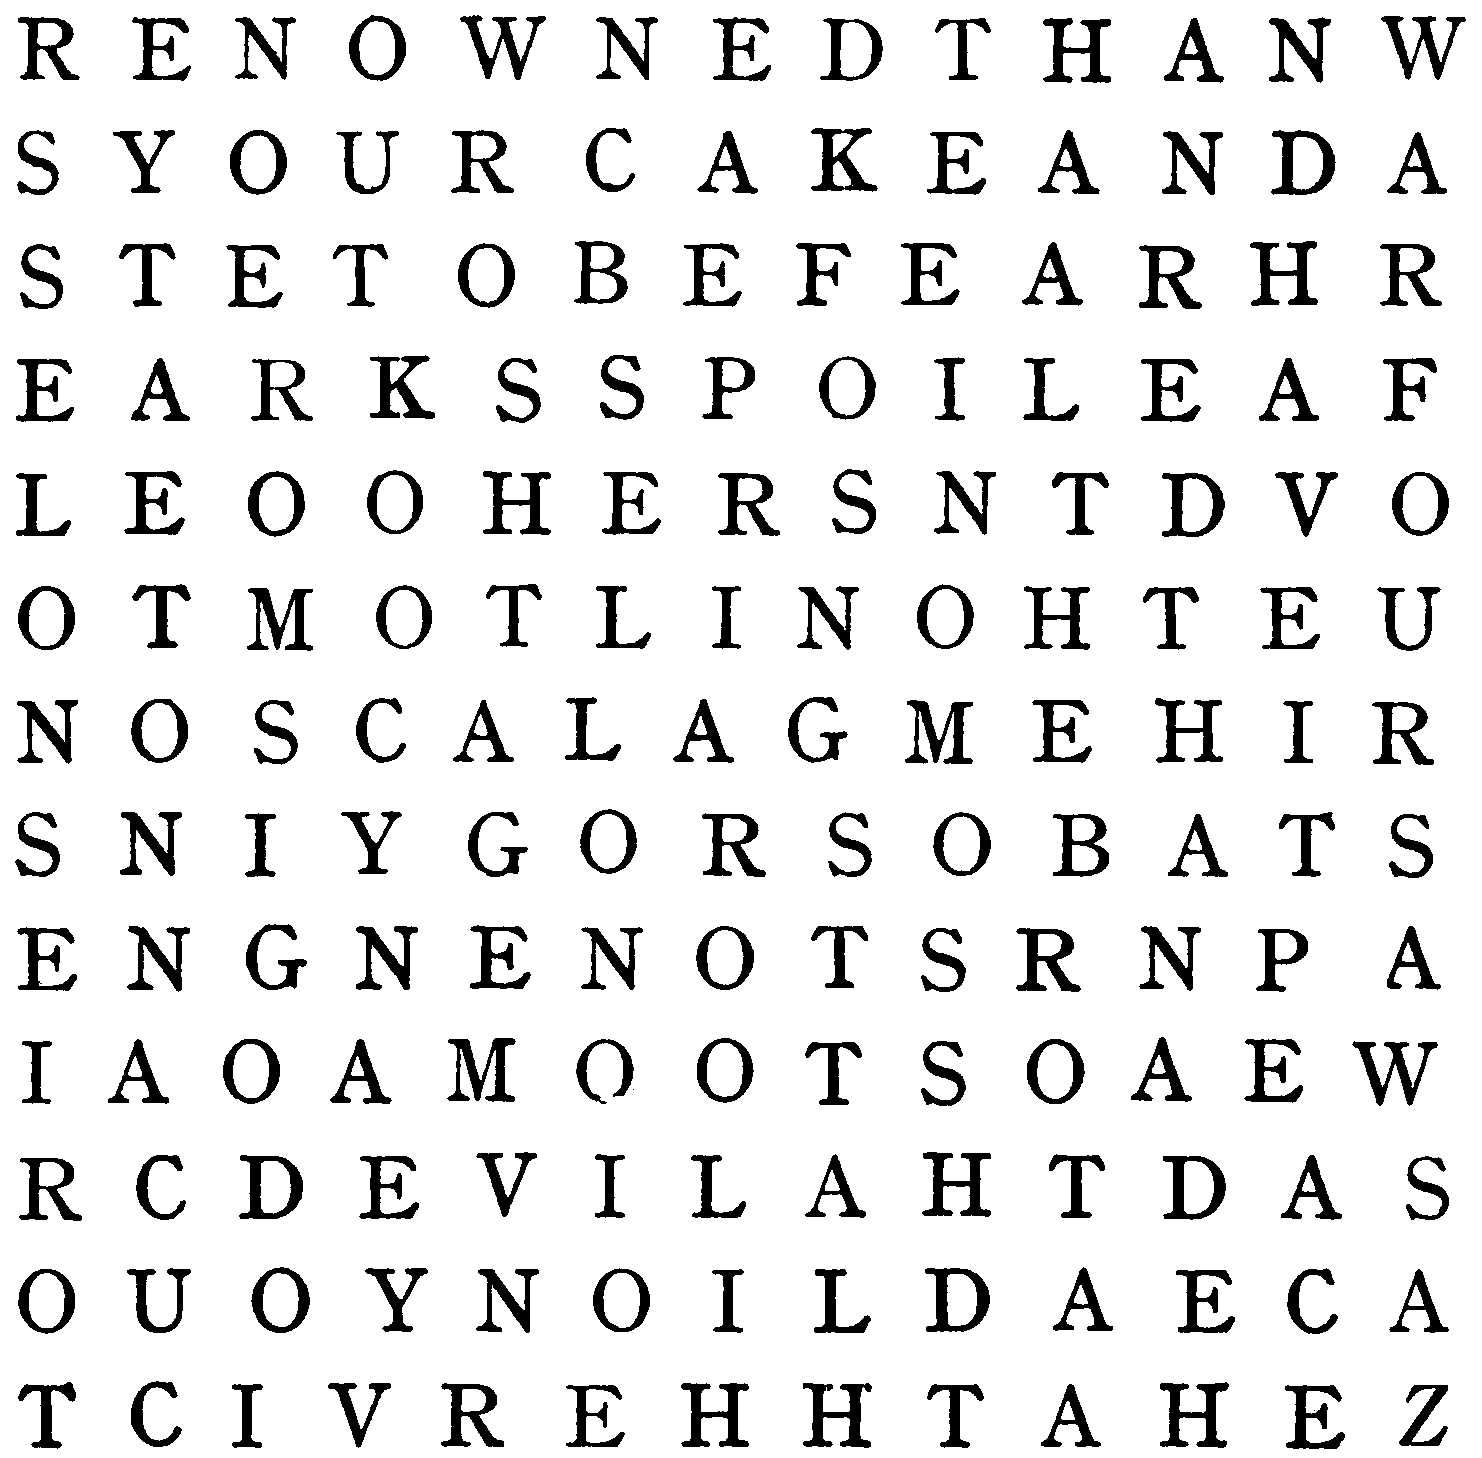 R E N O W N E D T H A N W
S Y O U R C A K E A N D A
S T E T O B E F E A R H R
E A R K S S P O I L E A F
L E O O H E R S N T D V O
O T M O T L I N O H T E U
N O S C A L A G M E H I R
S N I Y G O R S O B A T S
E N G N E N O T S R N P A
I A O A M O O T S O A E W
R C D E V I L A H T D A S
O U O Y N O I L D A E C A
T C I V R E H H T A H E Z